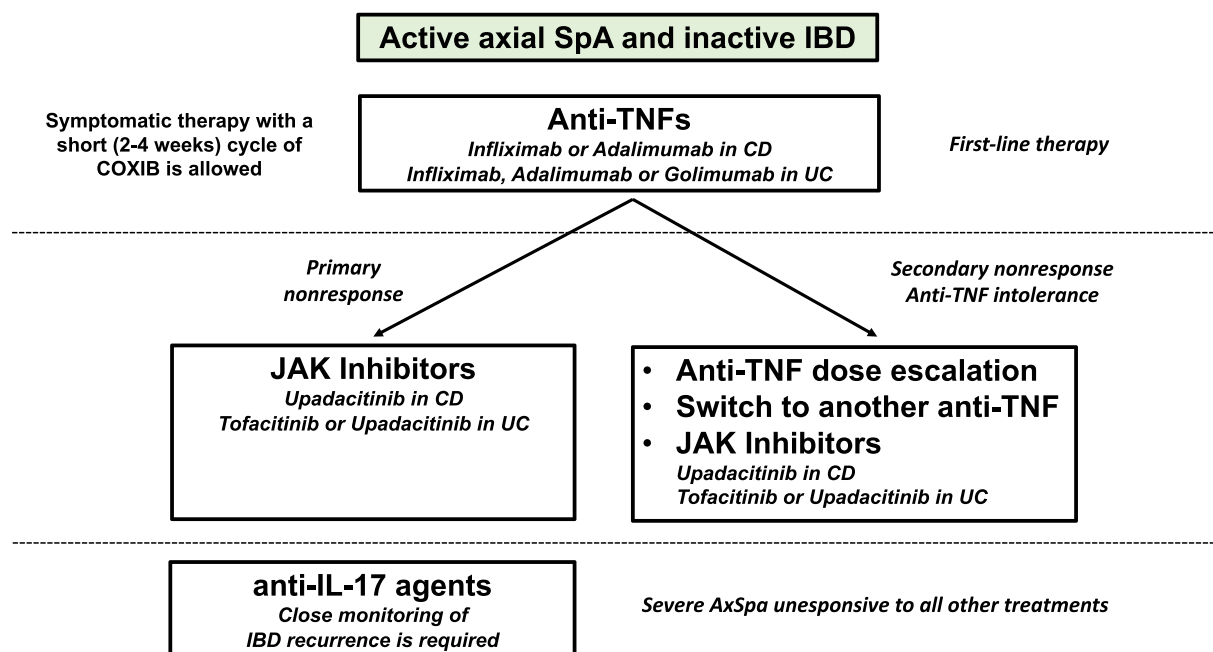 Active axial SpA and inactive IBD
Symptomatic therapy with a
short (2-4 weeks) cycle of
COXIB is allowed
Anti-TNFs
Infliximab or Adalimumab in CD
Infliximab, Adalimumab or Golimumab in UC
First-line therapy
Primary
nonresponse
Secondary nonresponse
Anti-TNF intolerance
JAK Inhibitors
Upadacitinib in CD
Tofacitinib or Upadacitinib in UC
• Anti-TNF dose escalation
• Switch to another anti-TNF
• JAK Inhibitors
Upadacitinib in CD
Tofacitinib or Upadacitinib in UC
anti-IL-17 agents
Close monitoring of
IBD recurrence is required
Severe AxSpa unesponsive to all other treatments